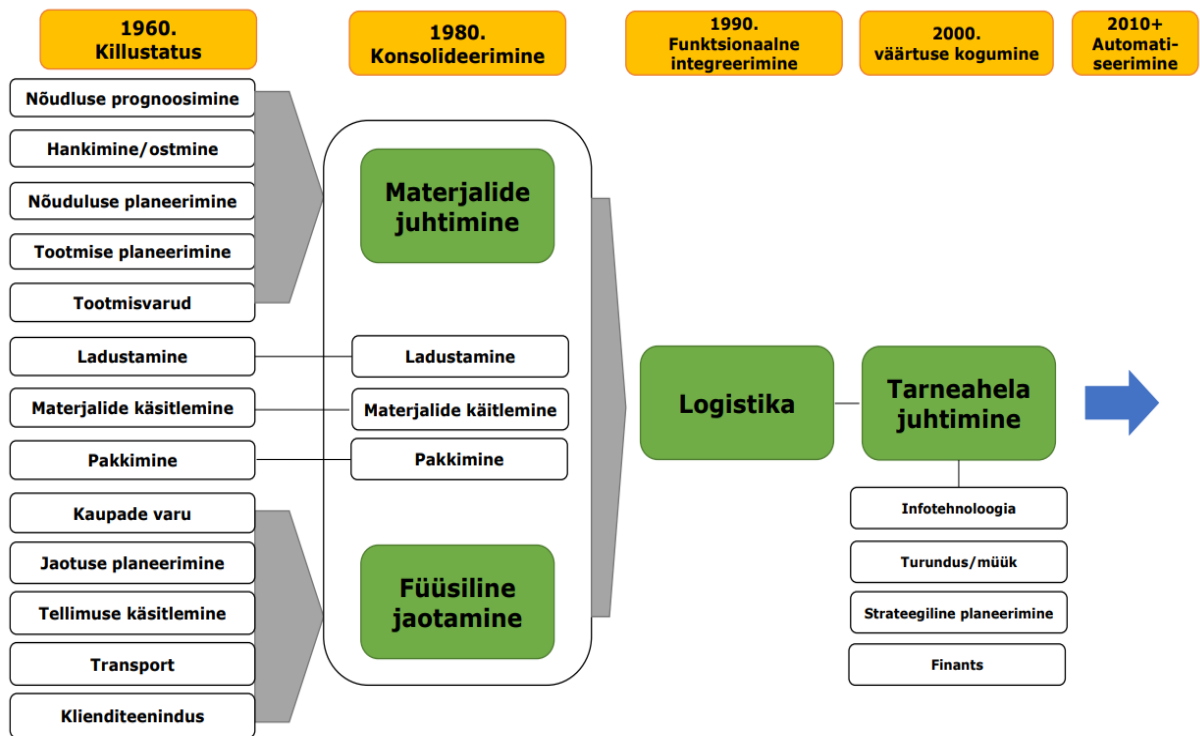 1960.
Killustatus
1980.
Konsolideerimine
1990.
Funktsionaalne
integreerimine
2000.
väärtuse kogumine
2010+
Automati-
seerimine
Nõudluse prognoosimine
Hankimine/ostmine
Nõuduluse planeerimine
Tootmise planeerimine
Tootmisvarud
Ladustamine
Materjalide käsitlemine
Pakkimine
Kaupade varu
Jaotuse planeerimine
Tellimuse käsitlemine
Transport
Klienditeenindus
Materjalide
juhtimine
Ladustamine
Materjalide käitlemine
Pakkimine
Füüsiline
jaotamine
Logistika
Tarneahela
juhtimine
Infotehnoloogia
Turundus/müük
Strateegiline planeerimine
Finants